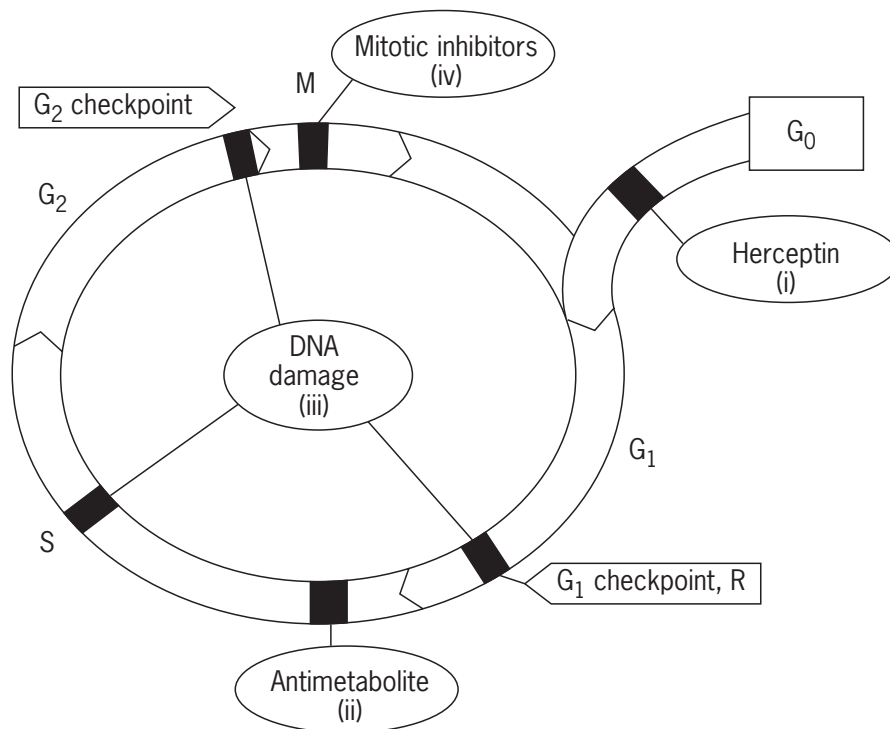 Mitotic inhibitors
(iv)
M
G₂ checkpoint
G₀
G₂
Herceptin
(i)
DNA
damage
(iii)
G₁
S
G₁ checkpoint, R
Antimetabolite
(ii)